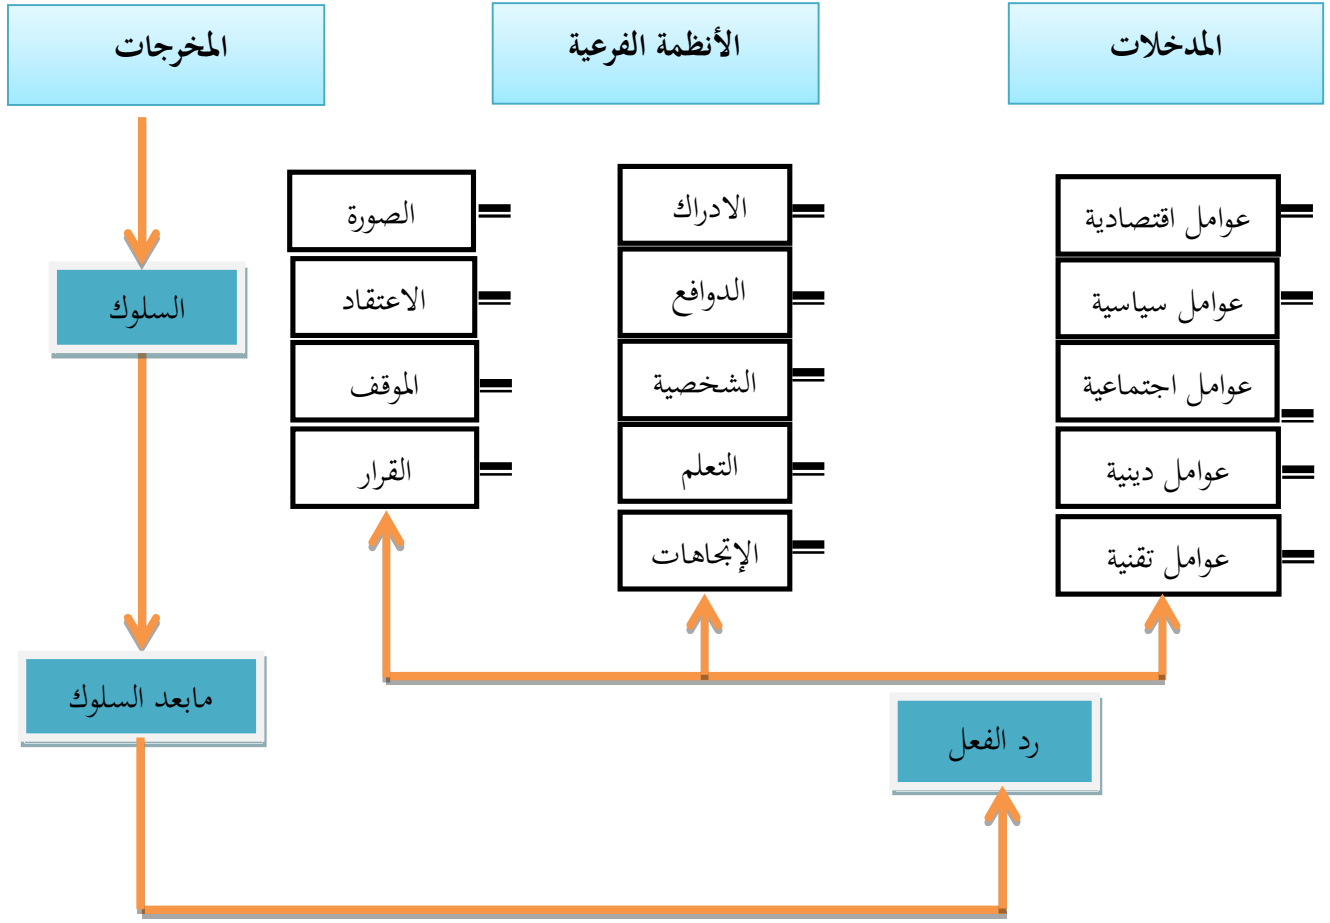 المدخلات
الأنظمة الفرعية
المخرجات
عوامل اقتصادية
عوامل سياسية
عوامل اجتماعية
عوامل دينية
عوامل تقنية
الادراك
الدوافع
الشخصية
التعلم
الإتجاهات
الصورة
الاعتقاد
الموقف
القرار
السلوك
مابعد السلوك
رد الفعل